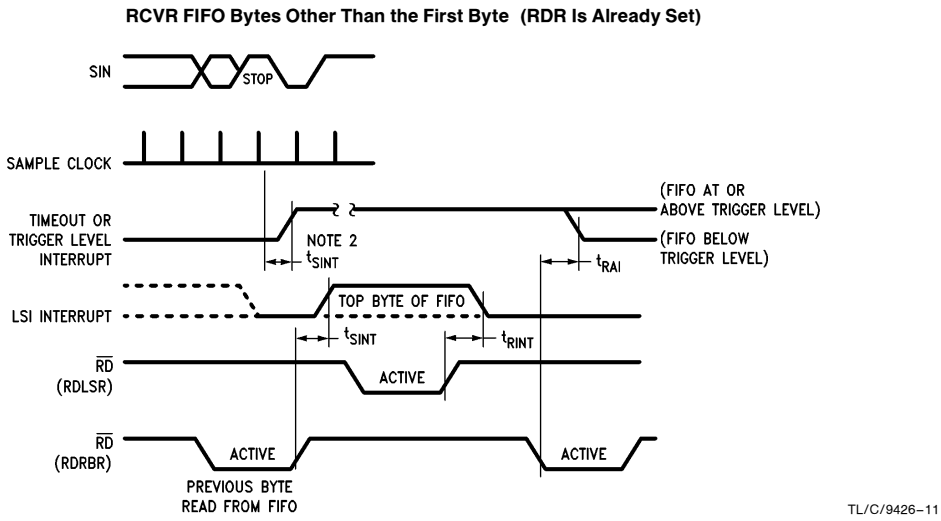 RCVR FIFO Bytes Other Than the First Byte (RDR Is Already Set)
SIN
STOP
SAMPLE CLOCK
TIMEOUT OR
TRIGGER LEVEL
INTERRUPT
NOTE 2
tSINT
(FIFO AT OR
ABOVE TRIGGER LEVEL)
(FIFO BELOW
TRIGGER LEVEL)
tRAI
LSI INTERRUPT
TOP BYTE OF FIFO
tSINT
tRINT
RD
(RDLSR)
ACTIVE
RD
(RDRBR)
ACTIVE
ACTIVE
PREVIOUS BYTE
READ FROM FIFO
TL/C/9426–11